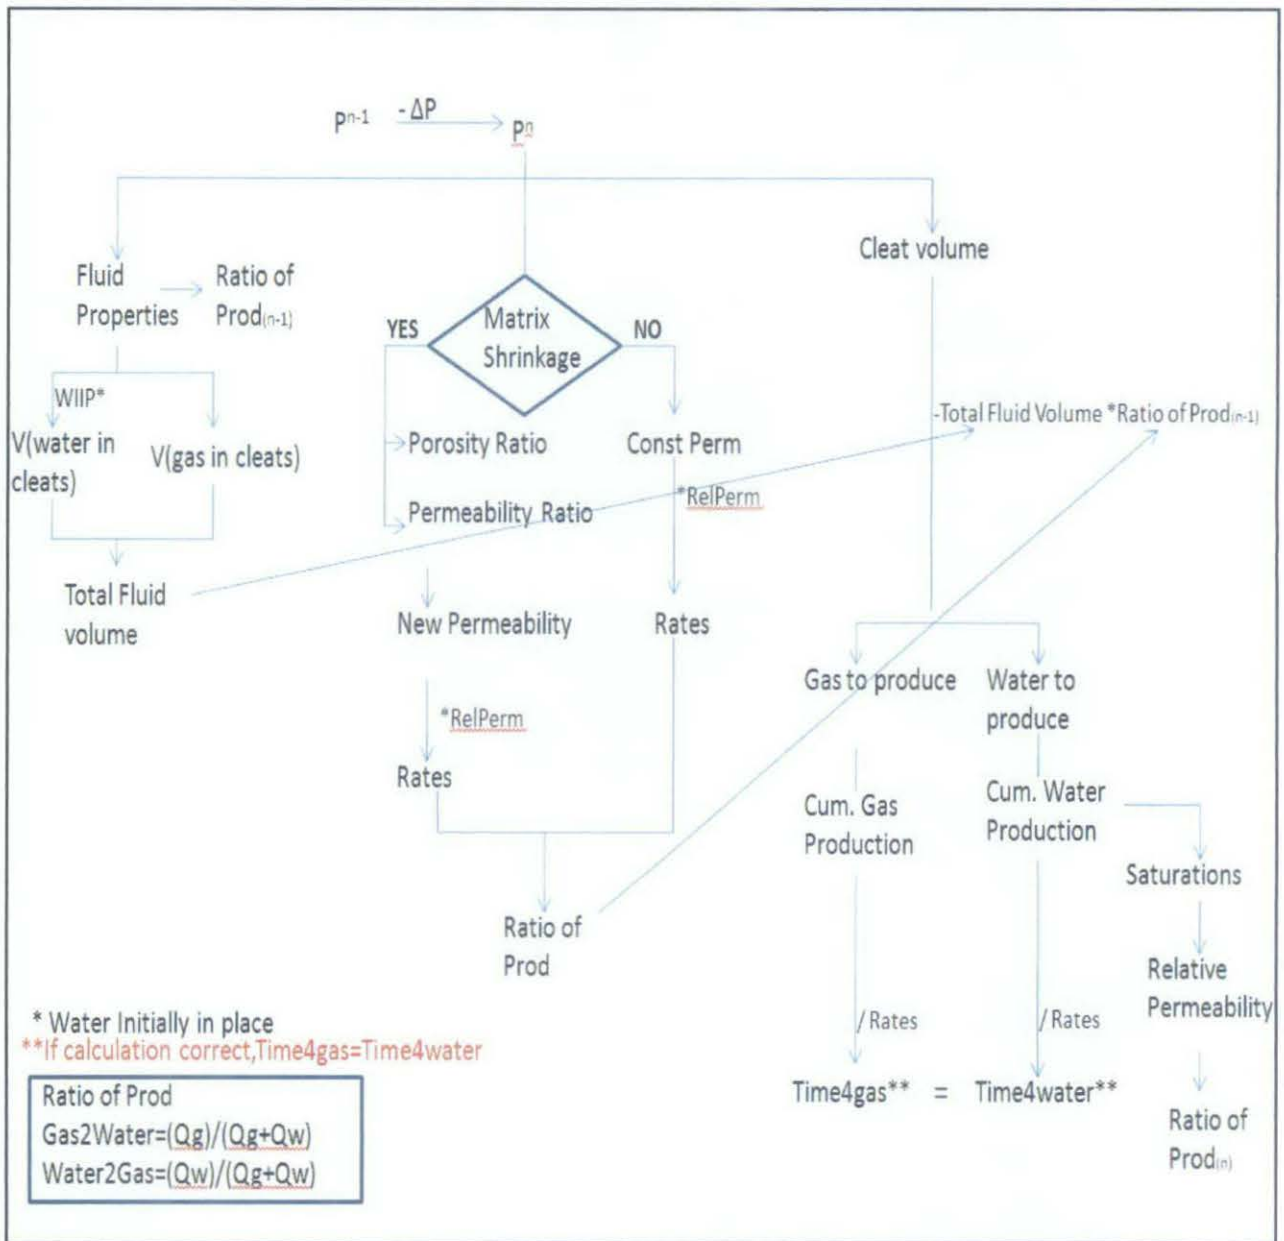 Pn-1 - ΔP Pn
Cleat volume
Fluid
Properties
Ratio of
Prod(n-1)
YES
Matrix
Shrinkage
NO
WIIP*
V(water in
cleats)
V(gas in cleats)
Porosity Ratio
Permeability Ratio
Const Perm
*RelPerm
-Total Fluid Volume *Ratio of Prod(n-1)
Total Fluid
volume
New Permeability
Rates
*RelPerm
Rates
Gas to produce
Water to
produce
Cum. Gas
Production
Cum. Water
Production
Saturations
Ratio of
Prod
Relative
Permeability
/ Rates
/ Rates
Time4gas** = Time4water**
Ratio of
Prod(n)
* Water Initially in place
**If calculation correct,Time4gas=Time4water
Ratio of Prod
Gas2Water=(Qg)/(Qg+Qw)
Water2Gas=(Qw)/(Qg+Qw)